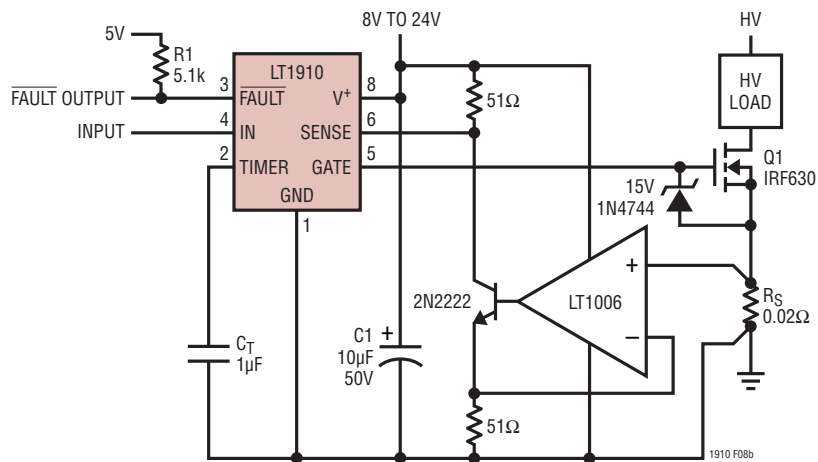 8V TO 24V
HV
5V
R1
5.1k
LT1910
HV
LOAD
FAULT OUTPUT
3
FAULT
V+
8
51Ω
INPUT
4
IN
SENSE
6
2
TIMER
GATE
5
Q1
IRF630
GND
1
15V
1N4744
+
2N2222
LT1006
RS
0.02Ω
–
CT
1µF
C1
10µF
50V
+
51Ω
1910 F08b